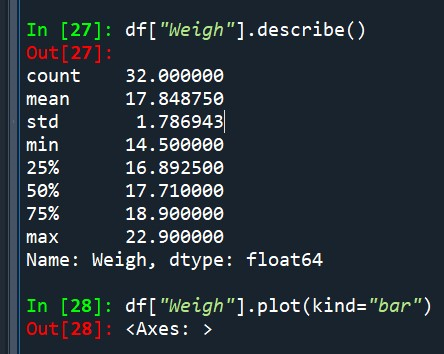 In [27]: df["Weigh"].describe()
Out[27]:
count    32.000000
mean     17.848750
std       1.786943
min      14.500000
25%      16.892500
50%      17.710000
75%      18.900000
max      22.900000
Name: Weigh, dtype: float64
In [28]: df["Weigh"].plot(kind="bar")
Out[28]: <Axes: >